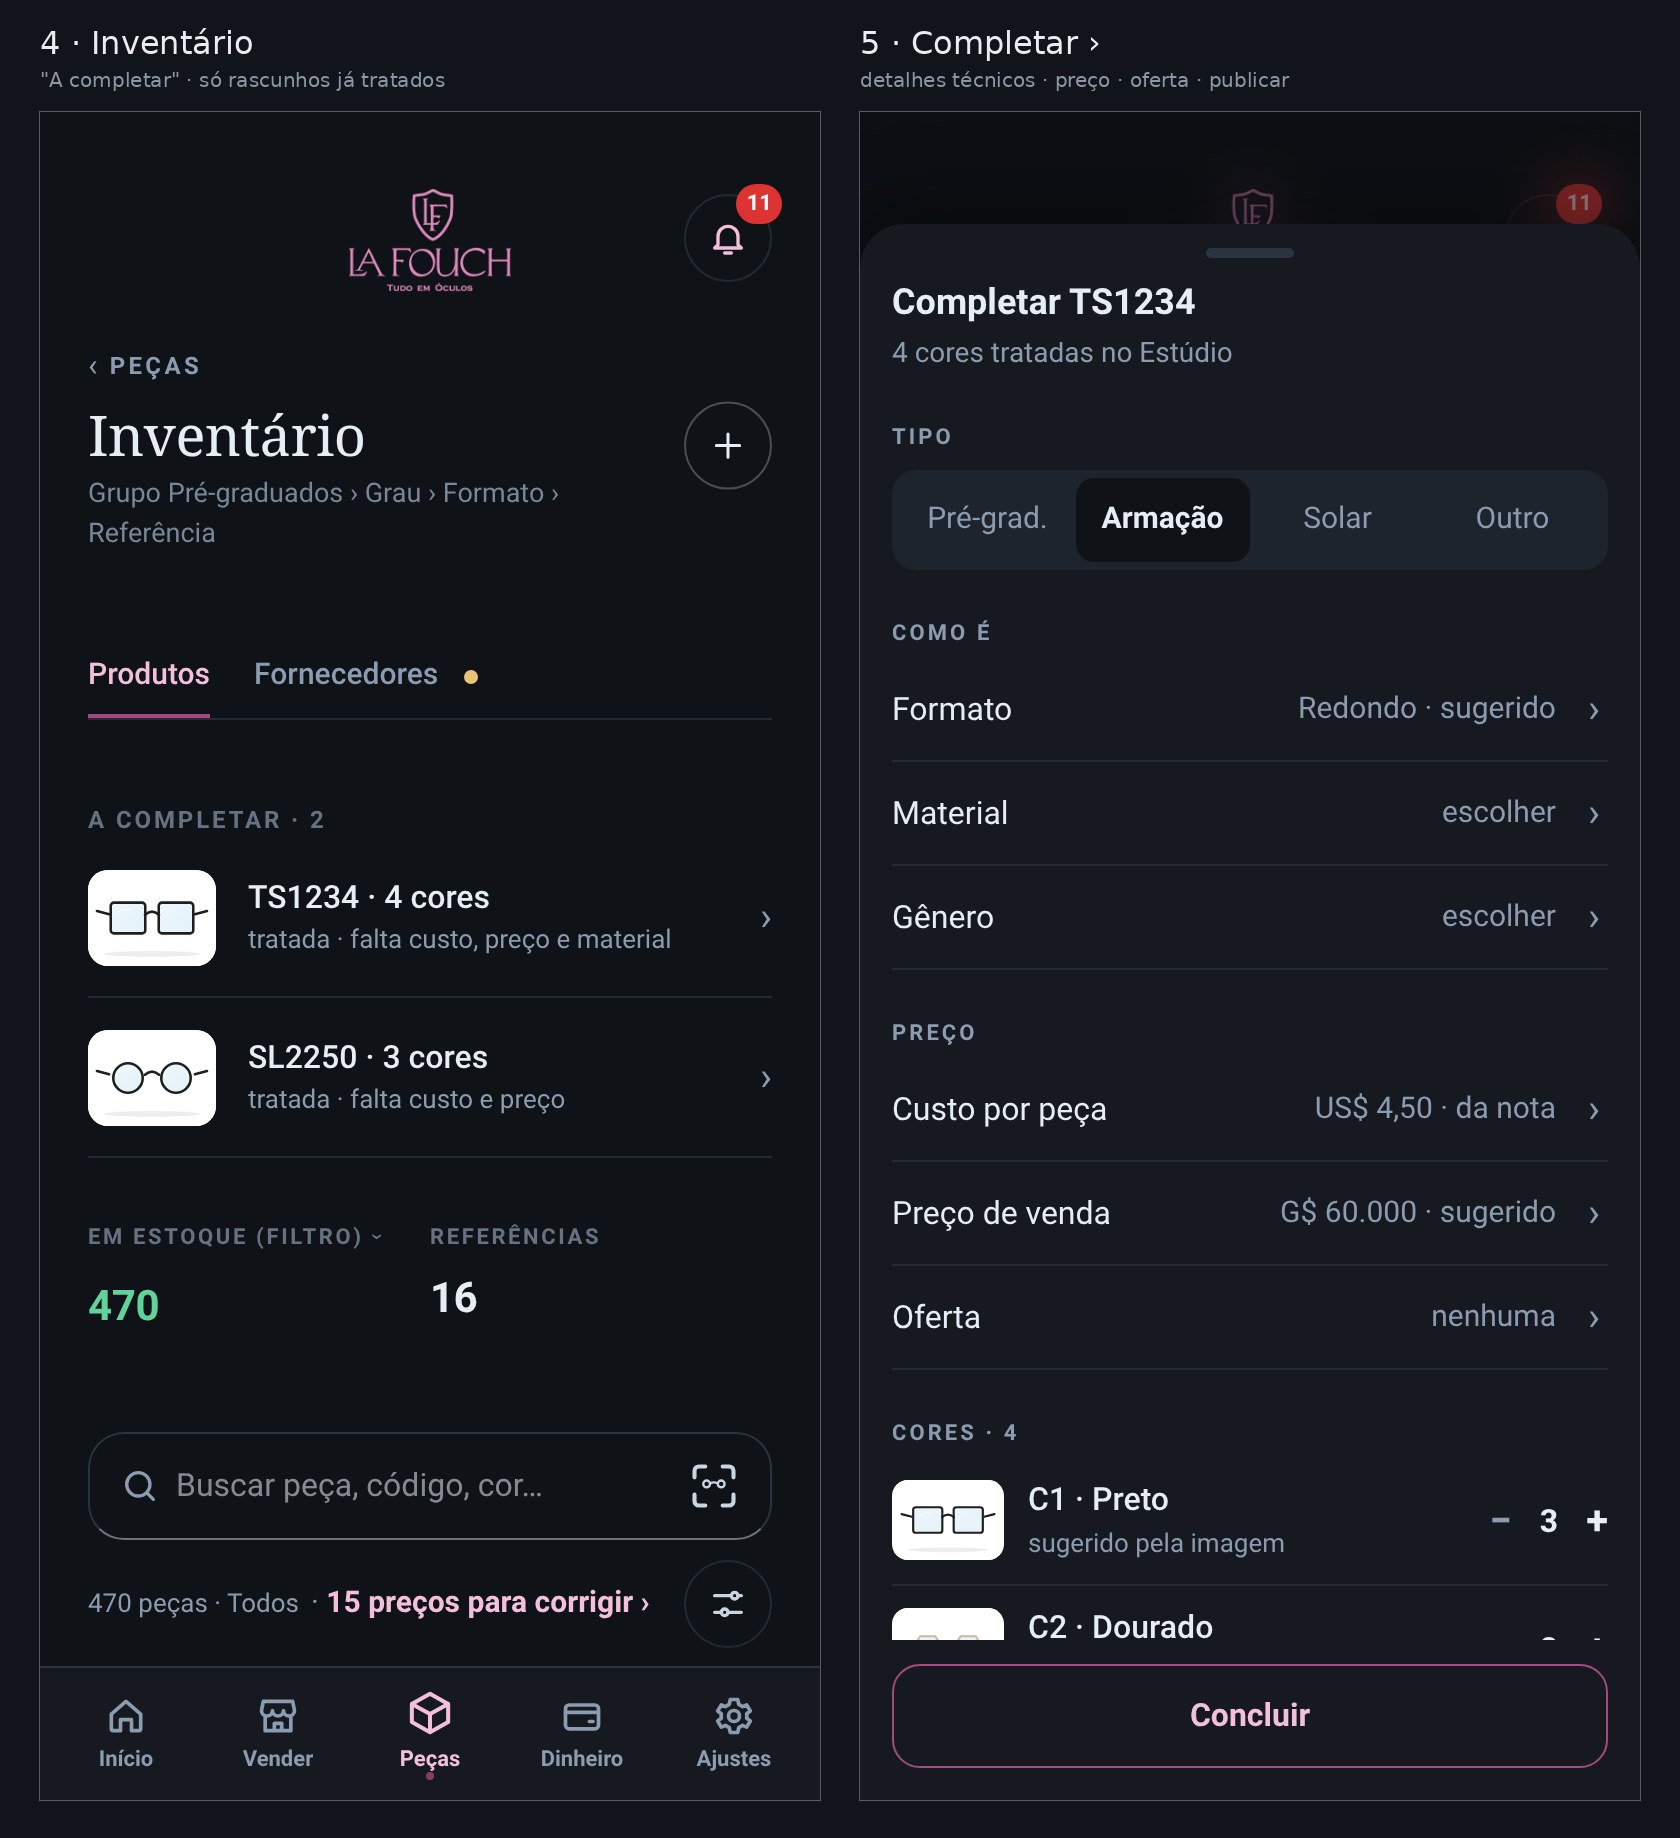 4 · Inventário
"A completar" · só rascunhos já tratados
LF
LA FOUCH
TUDO EM ÓCULOS
11
‹ PEÇAS
Inventário
+
Grupo Pré-graduados › Grau › Formato ›
Referência
Produtos
Fornecedores
A COMPLETAR · 2
TS1234 · 4 cores
tratada · falta custo, preço e material
›
SL2250 · 3 cores
tratada · falta custo e preço
›
EM ESTOQUE (FILTRO)
REFERÊNCIAS
470
16
Buscar peça, código, cor...
470 peças · Todos · 15 preços para corrigir ›
Início
Vender
Peças
Dinheiro
Ajustes
5 · Completar ›
detalhes técnicos · preço · oferta · publicar
LF
11
Completar TS1234
4 cores tratadas no Estúdio
TIPO
Pré-grad.
Armação
Solar
Outro
COMO É
Formato
Redondo · sugerido ›
Material
escolher ›
Gênero
escolher ›
PREÇO
Custo por peça
US$ 4,50 · da nota ›
Preço de venda
G$ 60.000 · sugerido ›
Oferta
nenhuma ›
CORES · 4
C1 · Preto
sugerido pela imagem
− 3 +
C2 · Dourado
Concluir